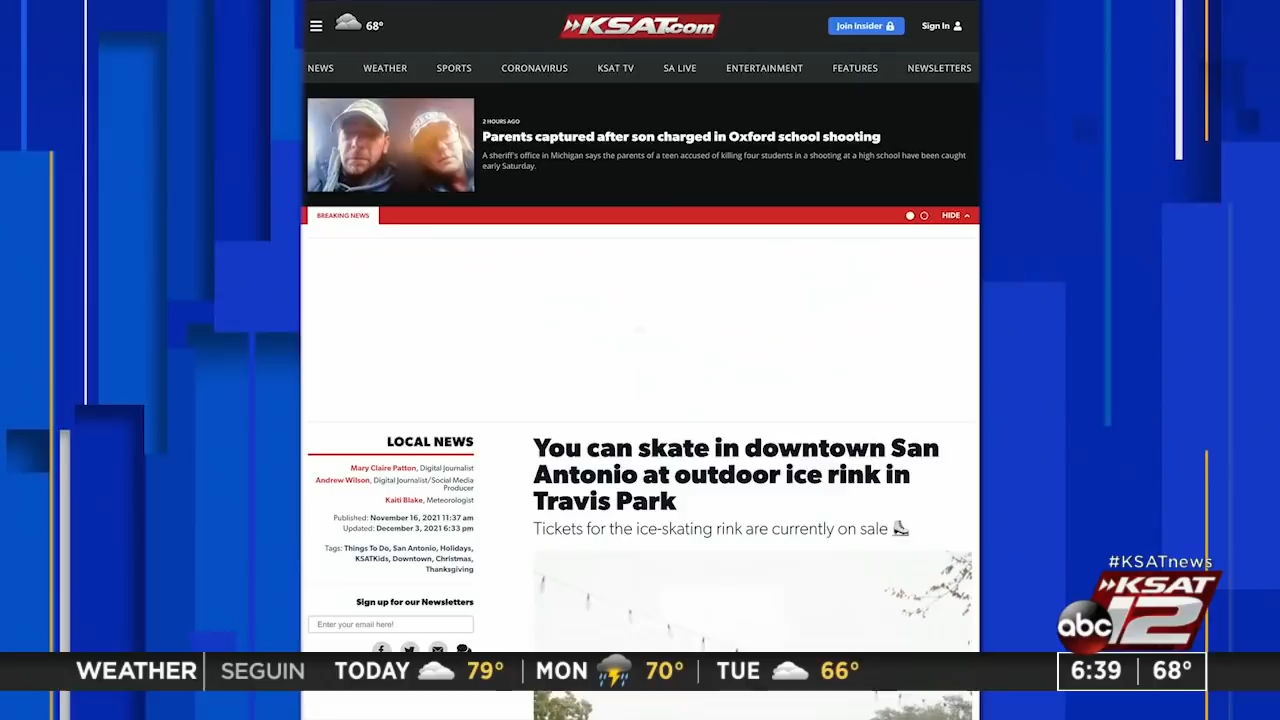 68°
KSAT.com
Join Insider
Sign In
NEWS WEATHER SPORTS CORONAVIRUS KSAT TV SA LIVE ENTERTAINMENT FEATURES NEWSLETTERS
2 HOURS AGO
Parents captured after son charged in Oxford school shooting
A sheriff's office in Michigan says the parents of a teen accused of killing four students in a shooting at a high school have been caught
early Saturday.
BREAKING NEWS
HIDE
LOCAL NEWS
Mary Claire Patton, Digital Journalist
Andrew Wilson, Digital Journalist/Social Media
Producer
Kaiti Blake, Meteorologist
Published: November 16, 2021 11:37 am
Updated: December 3, 2021 6:33 pm
Tags: Things To Do, San Antonio, Holidays,
KSATKids, Downtown, Christmas,
Thanksgiving
Sign up for our Newsletters
Enter your email here!
You can skate in downtown San
Antonio at outdoor ice rink in
Travis Park
Tickets for the ice-skating rink are currently on sale
#KSATnews
KSAT
abc 12
WEATHER SEGUIN TODAY 79° MON 70° TUE 66°
6:39 68°